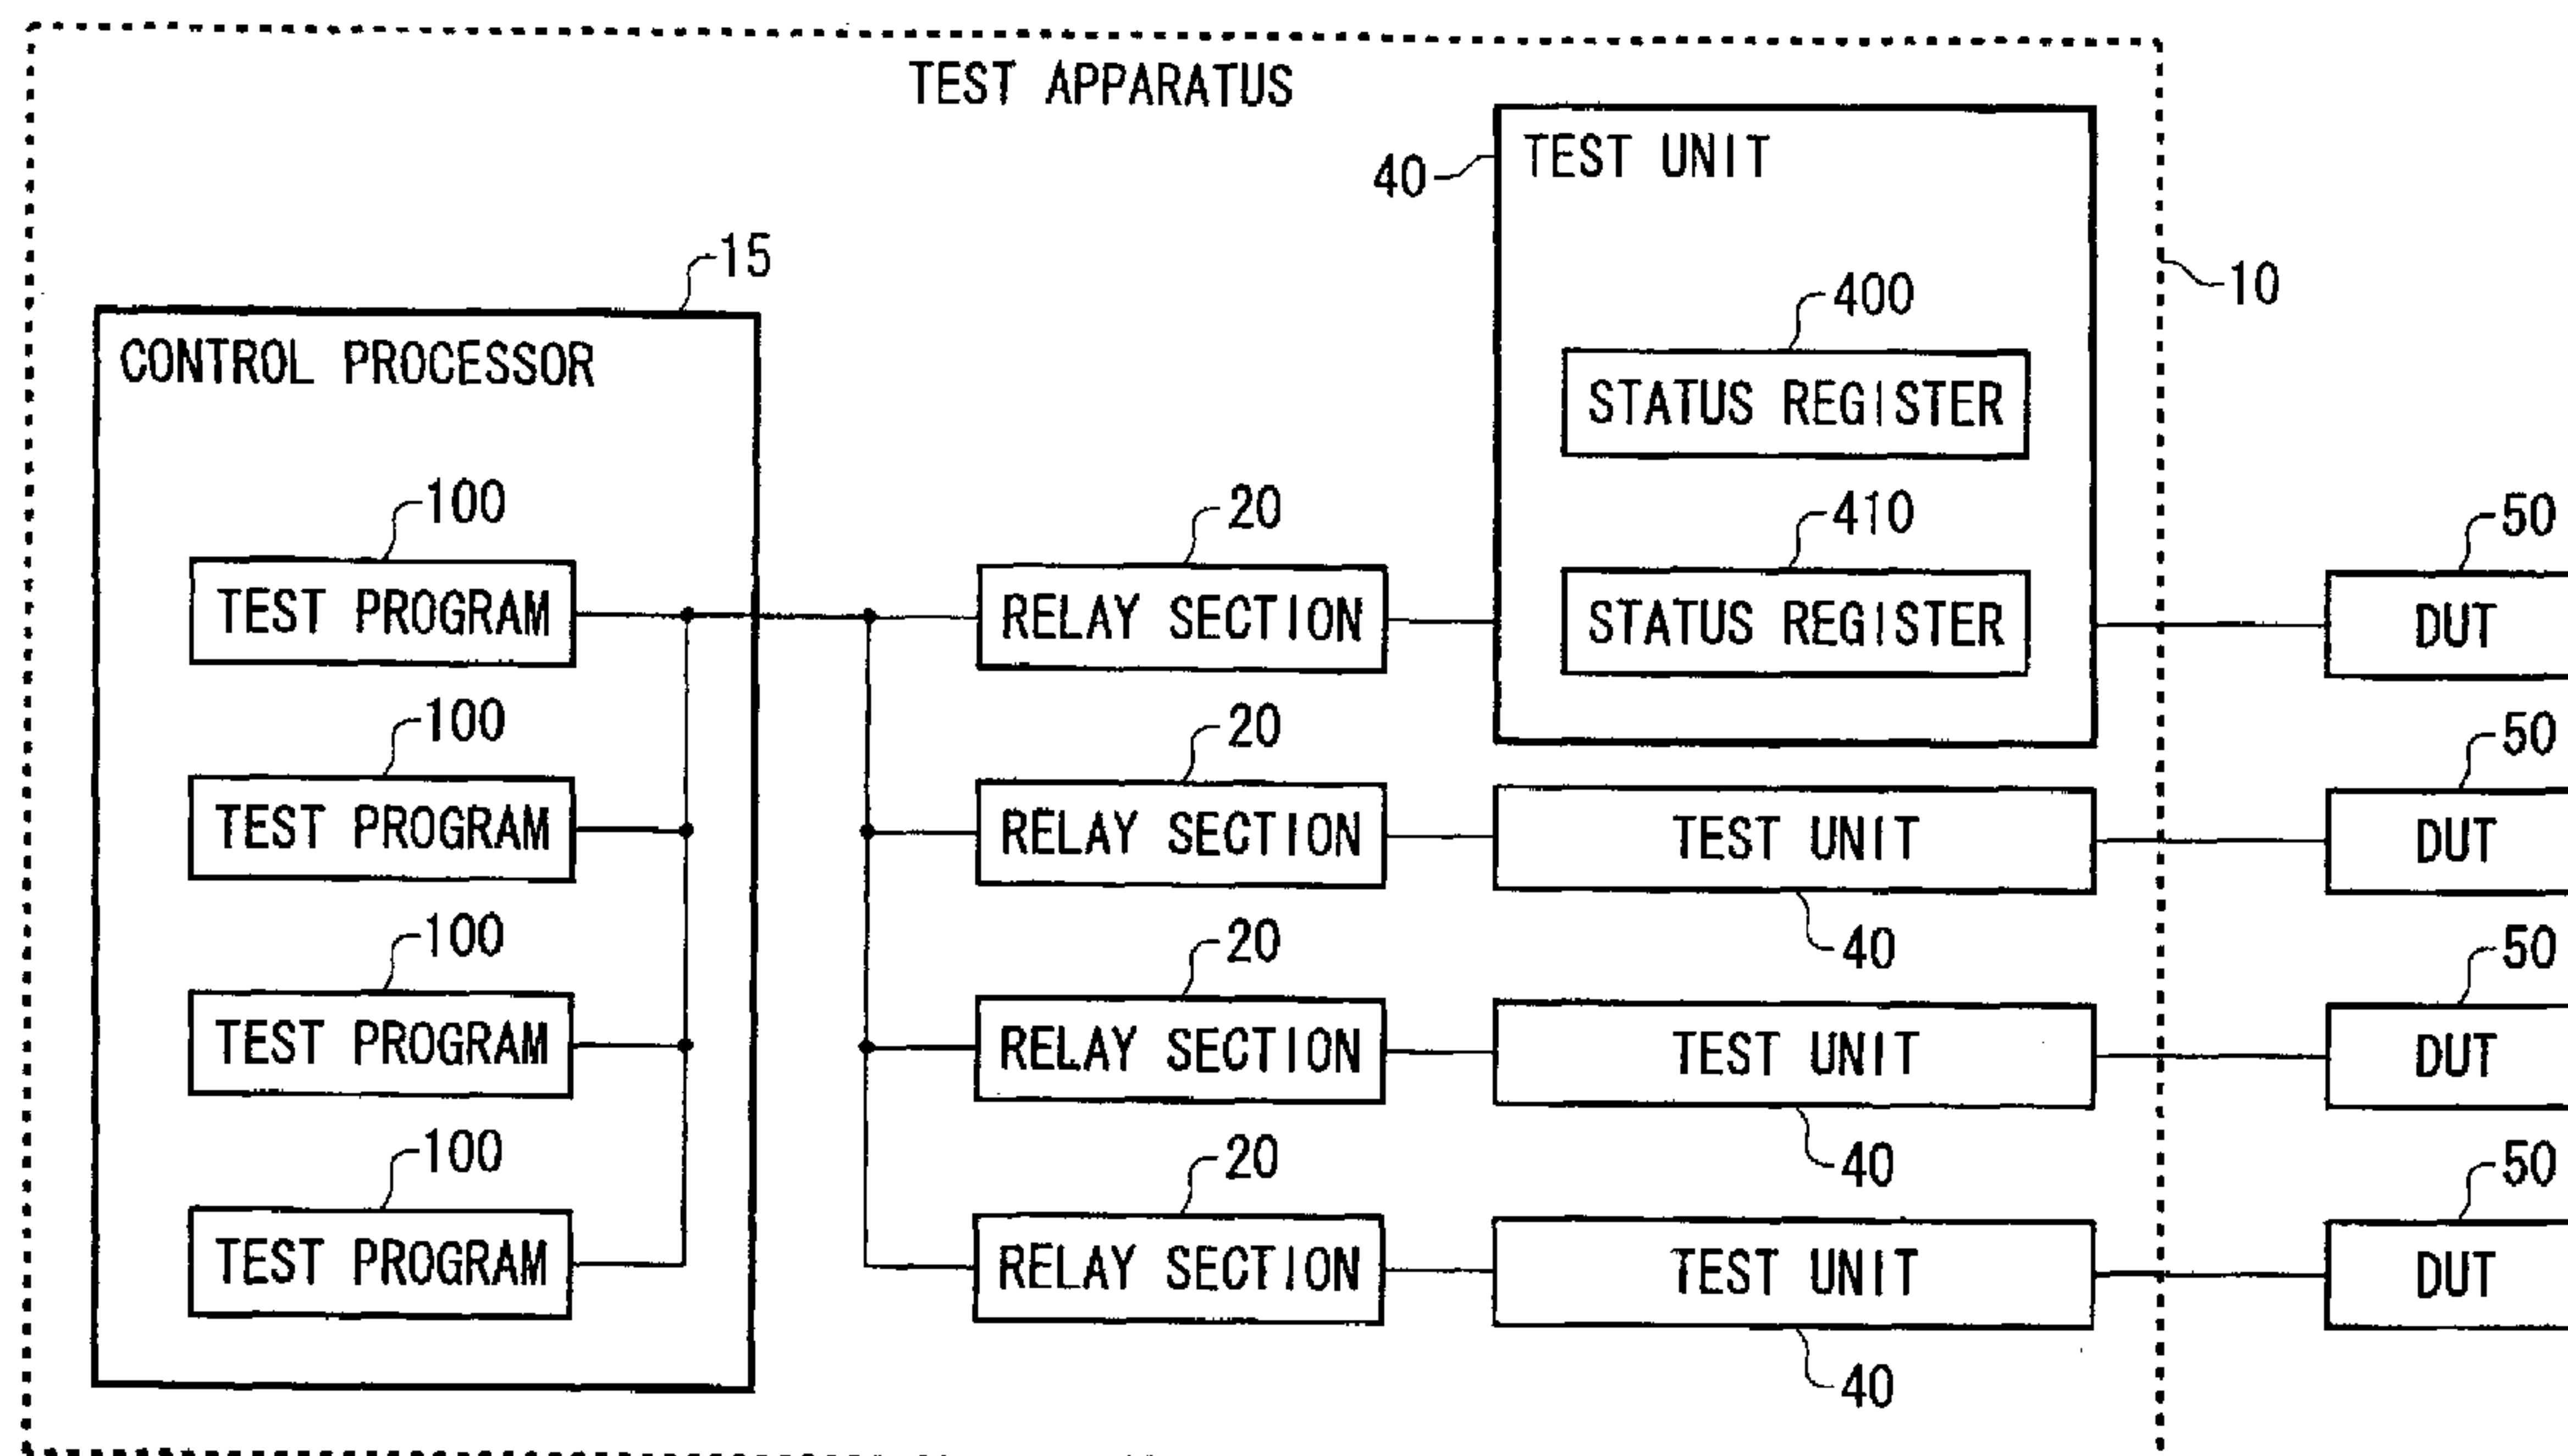 TEST APPARATUS
40
TEST UNIT
15
10
CONTROL PROCESSOR
400
STATUS REGISTER
100
20
410
50
TEST PROGRAM
RELAY SECTION
STATUS REGISTER
DUT
100
20
50
TEST PROGRAM
RELAY SECTION
TEST UNIT
DUT
100
20
40
50
TEST PROGRAM
RELAY SECTION
TEST UNIT
DUT
100
20
40
50
TEST PROGRAM
RELAY SECTION
TEST UNIT
DUT
40